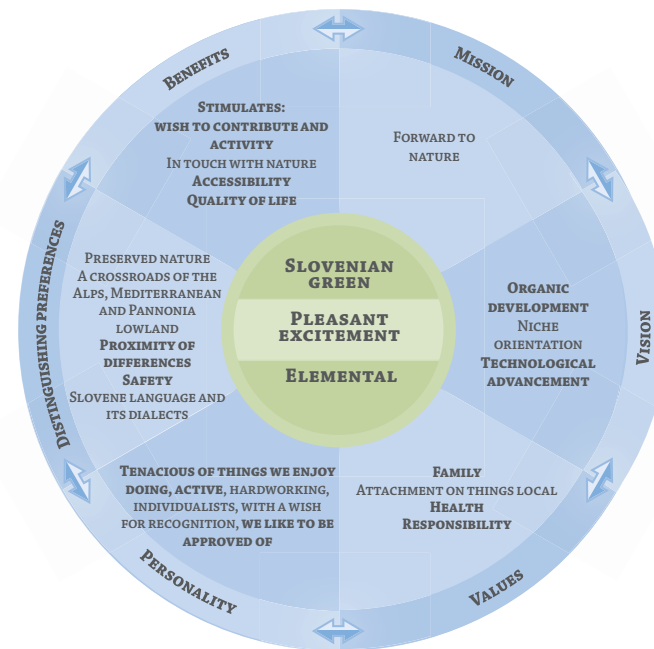 BENEFITS
MISSION
STIMULATES:
WISH TO CONTRIBUTE AND
ACTIVITY
IN TOUCH WITH NATURE
ACCESSIBILITY
QUALITY OF LIFE
FORWARD TO
NATURE
DISTINGUISHING PREFERENCES
PRESERVED NATURE
A CROSSROADS OF THE
ALPS, MEDITERRANEAN
AND PANNONIA
LOWLAND
PROXIMITY OF
DIFFERENCES
SAFETY
SLOVENE LANGUAGE AND
ITS DIALECTS
SLOVENIAN
GREEN
PLEASANT
EXCITEMENT
ELEMENTAL
ORGANIC
DEVELOPMENT
NICHE
ORIENTATION
TECHNOLOGICAL
ADVANCEMENT
VISION
TENACIOUS OF THINGS WE ENJOY
DOING, ACTIVE, HARDWORKING,
INDIVIDUALISTS, WITH A WISH
FOR RECOGNITION, WE LIKE TO BE
APPROVED OF
FAMILY
ATTACHMENT ON THINGS LOCAL
HEALTH
RESPONSIBILITY
PERSONALITY
VALUES